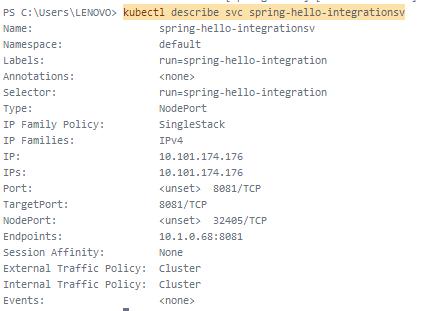 PS C:\Users\LENOVO> kubectl describe svc spring-hello-integrationsv
Name: spring-hello-integrationsv
Namespace: default
Labels: run=spring-hello-integration
Annotations: <none>
Selector: run=spring-hello-integration
Type: NodePort
IP Family Policy: SingleStack
IP Families: IPv4
IP: 10.101.174.176
IPs: 10.101.174.176
Port: <unset> 8081/TCP
TargetPort: 8081/TCP
NodePort: <unset> 32405/TCP
Endpoints: 10.1.0.68:8081
Session Affinity: None
External Traffic Policy: Cluster
Internal Traffic Policy: Cluster
Events: <none>